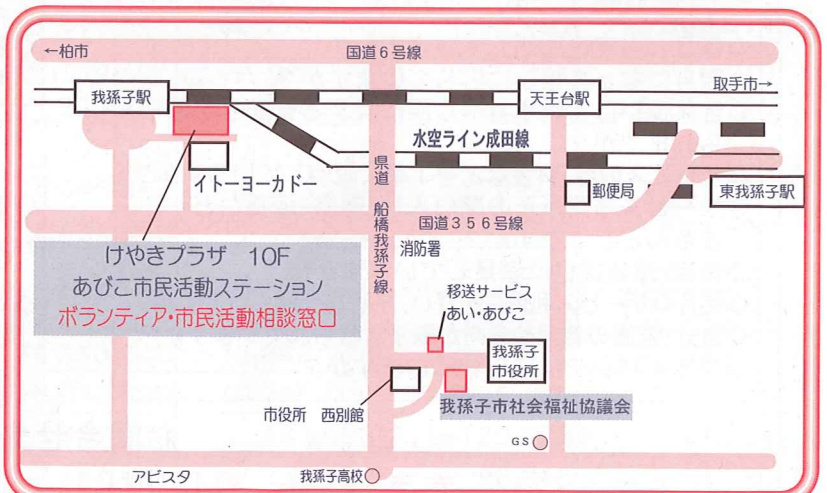 ←柏市
国道6号線
我孫子駅
天王台駅
取手市→
水空ライン成田線
イトーヨーカドー
県道 船橋我孫子線
郵便局
東我孫子駅
国道356号線
けやきプラザ 10F
あびこ市民活動ステーション
ボランティア・市民活動相談窓口
消防署
移送サービス
あい・あびこ
我孫子
市役所
市役所 西別館
我孫子市社会福祉協議会
GS
アビスタ
我孫子高校